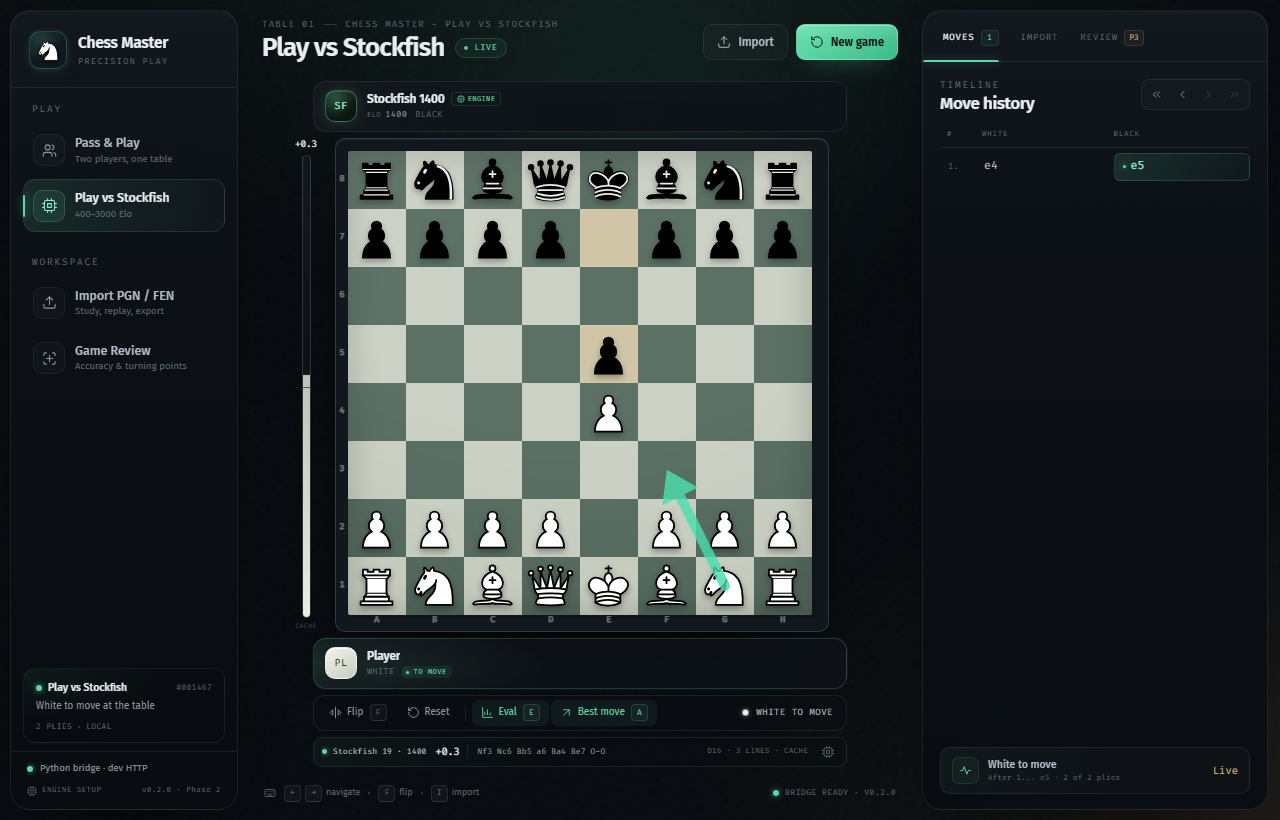 Chess Master
PRECISION PLAY
PLAY
Pass & Play
Two players, one table
Play vs Stockfish
400–3000 Elo
WORKSPACE
Import PGN / FEN
Study, replay, export
Game Review
Accuracy & turning points
Play vs Stockfish #001467
White to move at the table
2 PLIES · LOCAL
Python bridge · dev HTTP
ENGINE SETUP v0.2.0 · Phase 2
TABLE 01 — CHESS MASTER – PLAY VS STOCKFISH
Play vs Stockfish LIVE
Import
New game
SF
Stockfish 1400 ENGINE
ELO 1400 BLACK
+0.3
8
7
6
5
4
3
2
1
A B C D E F G H
CACHE
PL
Player
WHITE TO MOVE
Flip F Reset Eval E Best move A WHITE TO MOVE
Stockfish 19 · 1400 +0.3 Nf3 Nc6 Bb5 a6 Ba4 Be7 O-O D16 · 3 LINES · CACHE
← → navigate · F flip · I import BRIDGE READY · V0.2.0
MOVES 1 IMPORT REVIEW P3
TIMELINE
Move history
# WHITE BLACK
1. e4 e5
White to move
After 1... e5 · 2 of 2 plies
Live